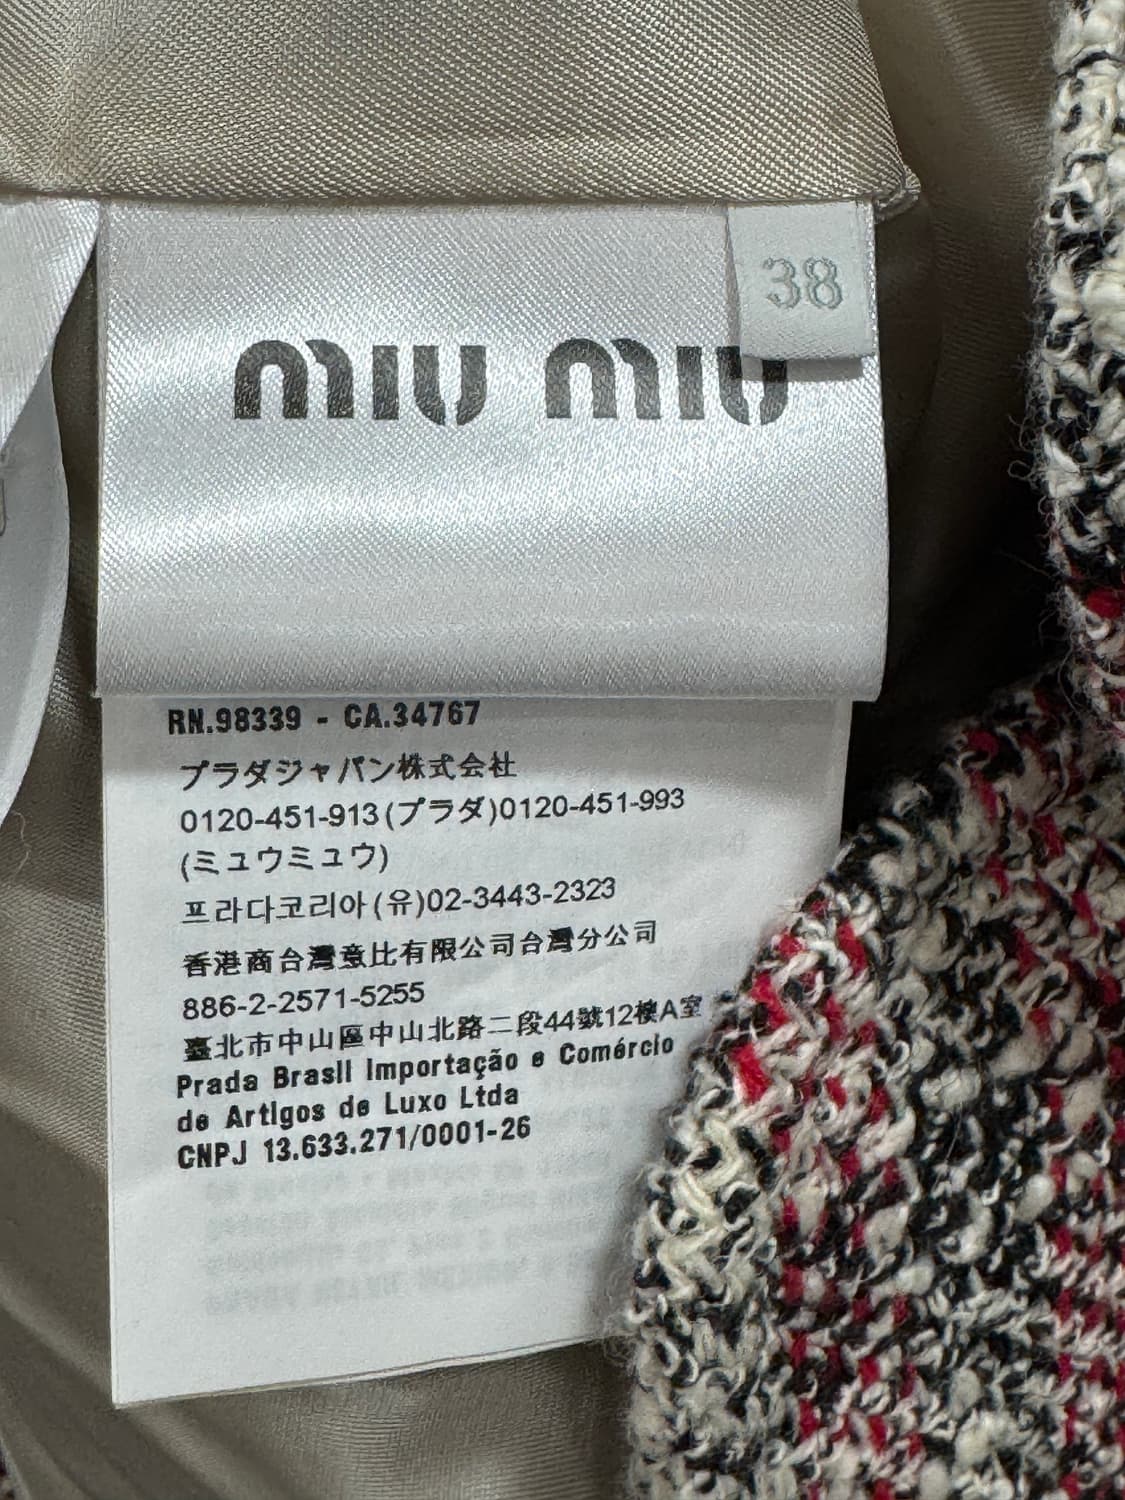 38
miu miu
RN.98339 - CA.34767
プラダジャパン株式会社
0120-451-913(プラダ)0120-451-993
(ミュウミュウ)
프라다코리아(유)02-3443-2323
香港商台灣意比有限公司台灣分公司
886-2-2571-5255
臺北市中山區中山北路二段44號12樓A室
Prada Brasil Importação e Comércio
de Artigos de Luxo Ltda
CNPJ 13.633.271/0001-26